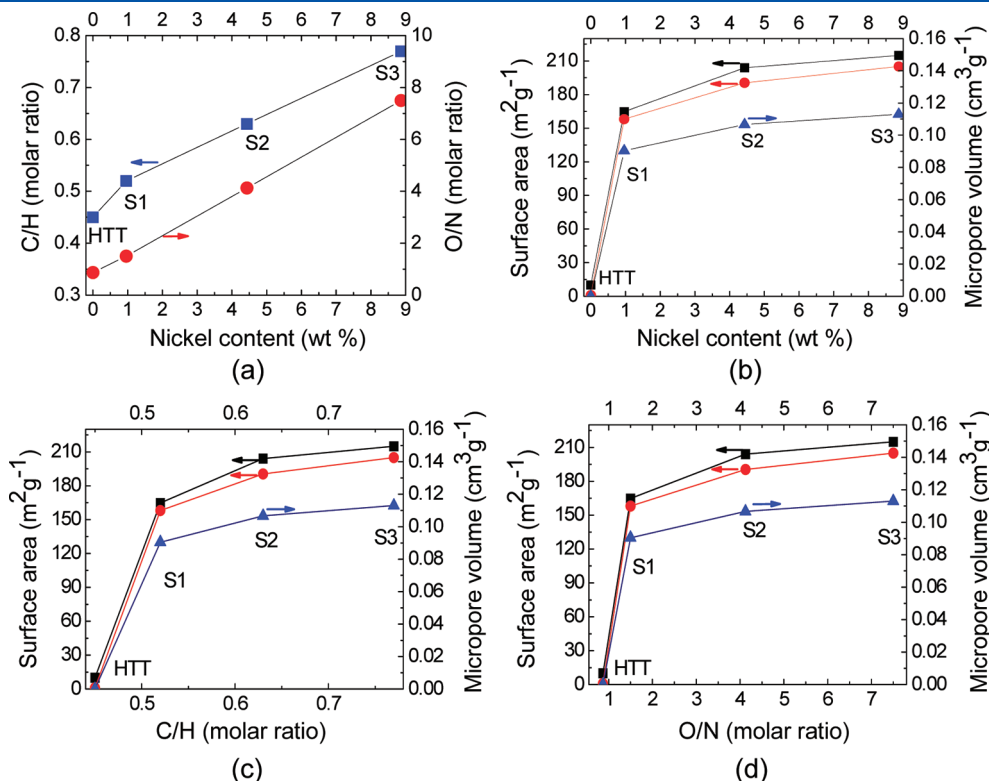 0 1 2 3 4 5 6 7 8 9
0.8 0.7 0.6 0.5 0.4 0.3
C/H (molar ratio)
10 8 6 4 2 0
O/N (molar ratio)
HTT
S1
S2
S3
0 1 2 3 4 5 6 7 8 9
Nickel content (wt %)
(a)
0 1 2 3 4 5 6 7 8 9
210 180 150 120 90 60 30 0
Surface area (m²g⁻¹)
0.16 0.14 0.12 0.10 0.08 0.06 0.04 0.02 0.00
Micropore volume (cm³g⁻¹)
HTT
S1
S2
S3
0 1 2 3 4 5 6 7 8 9
Nickel content (wt %)
(b)
0.5 0.6 0.7
210 180 150 120 90 60 30 0
Surface area (m²g⁻¹)
0.16 0.14 0.12 0.10 0.08 0.06 0.04 0.02 0.00
Micropore volume (cm³g⁻¹)
HTT
S1
S2
S3
0.5 0.6 0.7
C/H (molar ratio)
(c)
1 2 3 4 5 6 7
210 180 150 120 90 60 30 0
Surface area (m²g⁻¹)
0.16 0.14 0.12 0.10 0.08 0.06 0.04 0.02 0.00
Micropore volume (cm³g⁻¹)
HTT
S1
S2
S3
1 2 3 4 5 6 7
O/N (molar ratio)
(d)